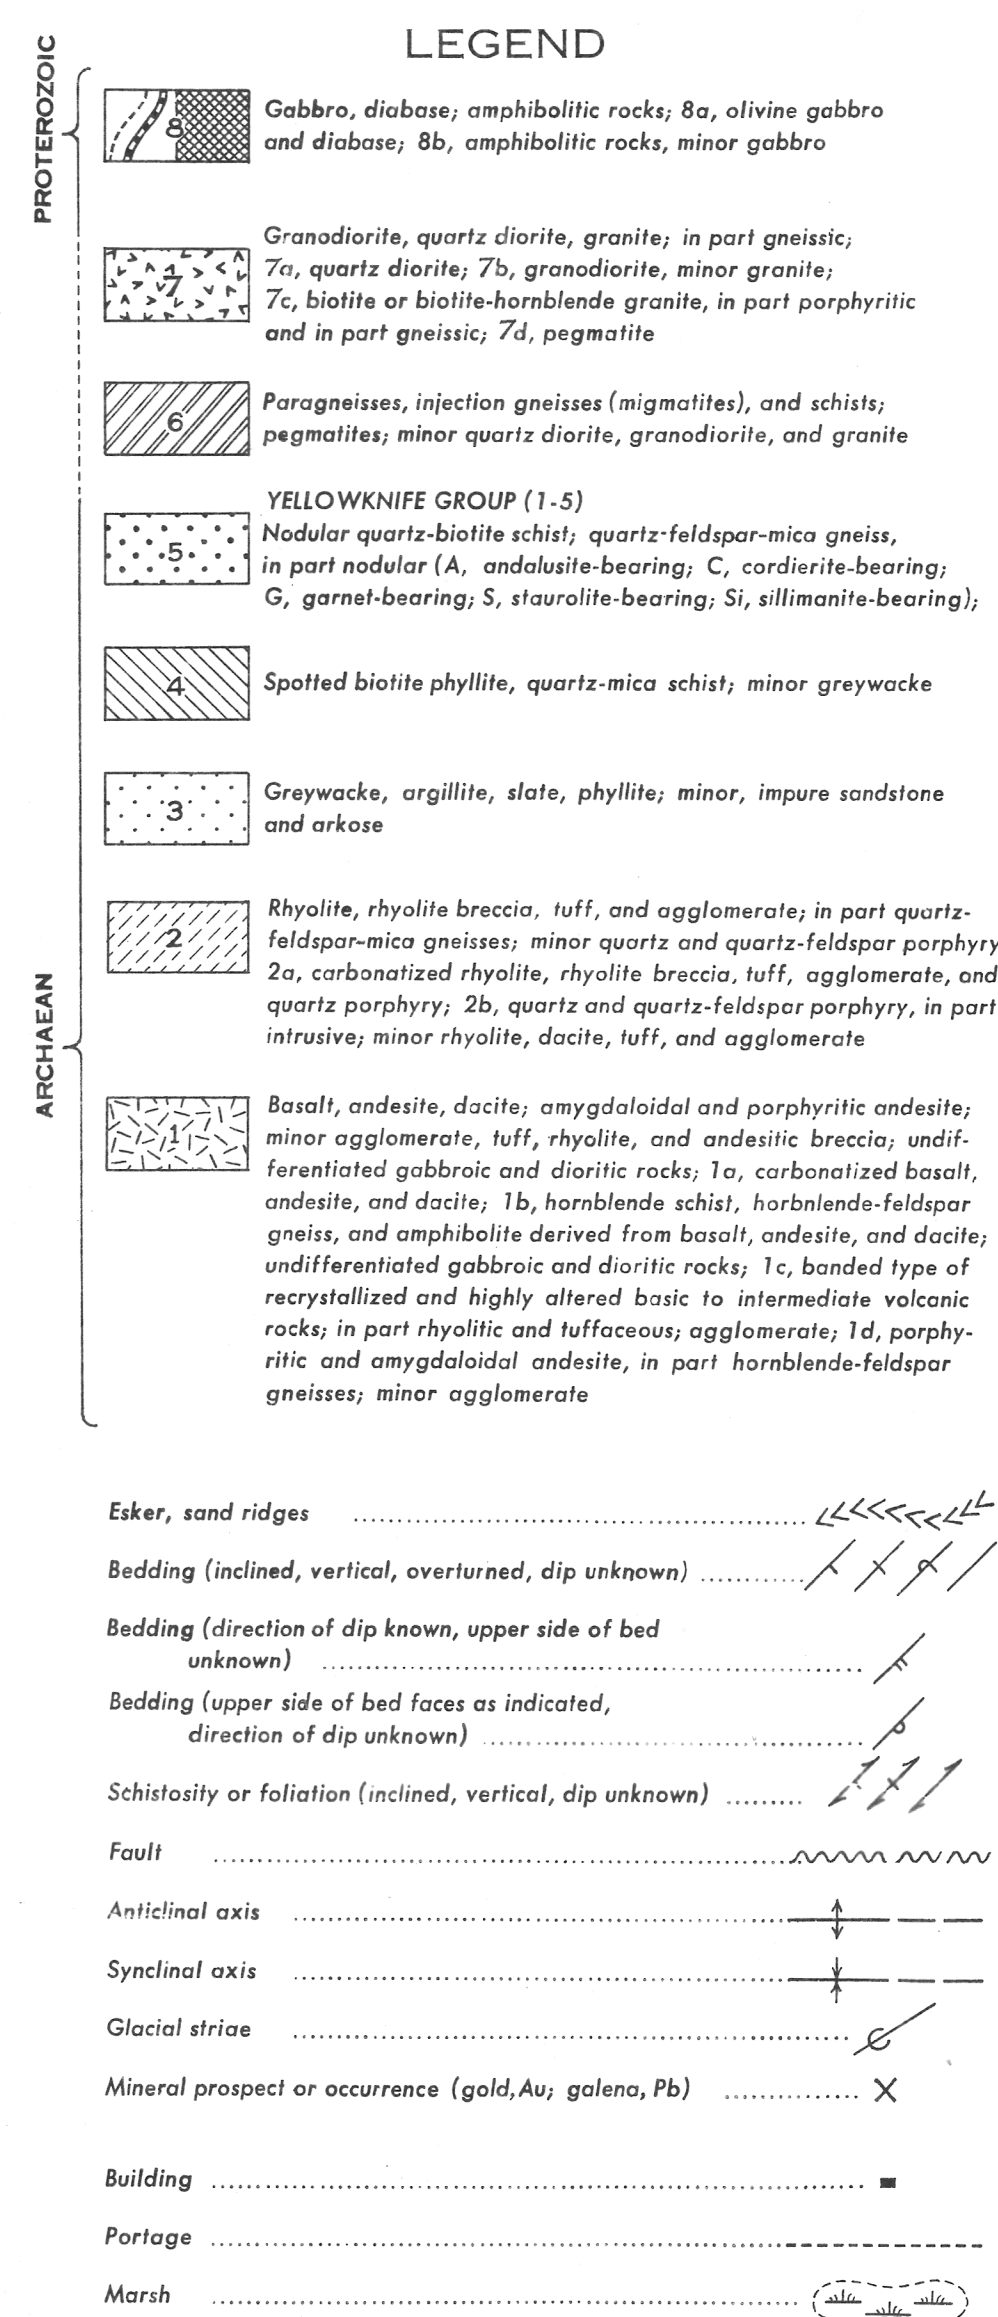 LEGEND
PROTEROZOIC
8
Gabbro, diabase; amphibolitic rocks; 8a, olivine gabbro
and diabase; 8b, amphibolitic rocks, minor gabbro
7
Granodiorite, quartz diorite, granite; in part gneissic;
7a, quartz diorite; 7b, granodiorite, minor granite;
7c, biotite or biotite-hornblende granite, in part porphyritic
and in part gneissic; 7d, pegmatite
6
Paragneisses, injection gneisses (migmatites), and schists;
pegmatites; minor quartz diorite, granodiorite, and granite
YELLOWKNIFE GROUP (1-5)
5
Nodular quartz-biotite schist; quartz-feldspar-mica gneiss,
in part nodular (A, andalusite-bearing; C, cordierite-bearing;
G, garnet-bearing; S, staurolite-bearing; Si, sillimanite-bearing);
4
Spotted biotite phyllite, quartz-mica schist; minor greywacke
3
Greywacke, argillite, slate, phyllite; minor, impure sandstone
and arkose
ARCHAEAN
2
Rhyolite, rhyolite breccia, tuff, and agglomerate; in part quartz-
feldspar-mica gneisses; minor quartz and quartz-feldspar porphyry
2a, carbonatized rhyolite, rhyolite breccia, tuff, agglomerate, and
quartz porphyry; 2b, quartz and quartz-feldspar porphyry, in part
intrusive; minor rhyolite, dacite, tuff, and agglomerate
1
Basalt, andesite, dacite; amygdaloidal and porphyritic andesite;
minor agglomerate, tuff, rhyolite, and andesitic breccia; undif-
ferentiated gabbroic and dioritic rocks; 1a, carbonatized basalt,
andesite, and dacite; 1b, hornblende schist, horbnlende-feldspar
gneiss, and amphibolite derived from basalt, andesite, and dacite;
undifferentiated gabbroic and dioritic rocks; 1c, banded type of
recrystallized and highly altered basic to intermediate volcanic
rocks; in part rhyolitic and tuffaceous; agglomerate; 1d, porphy-
ritic and amygdaloidal andesite, in part hornblende-feldspar
gneisses; minor agglomerate
Esker, sand ridges
Bedding (inclined, vertical, overturned, dip unknown)
Bedding (direction of dip known, upper side of bed
unknown)
Bedding (upper side of bed faces as indicated,
direction of dip unknown)
Schistosity or foliation (inclined, vertical, dip unknown)
Fault
Anticlinal axis
Synclinal axis
Glacial striae
Mineral prospect or occurrence (gold, Au; galena, Pb)
Building
Portage
Marsh